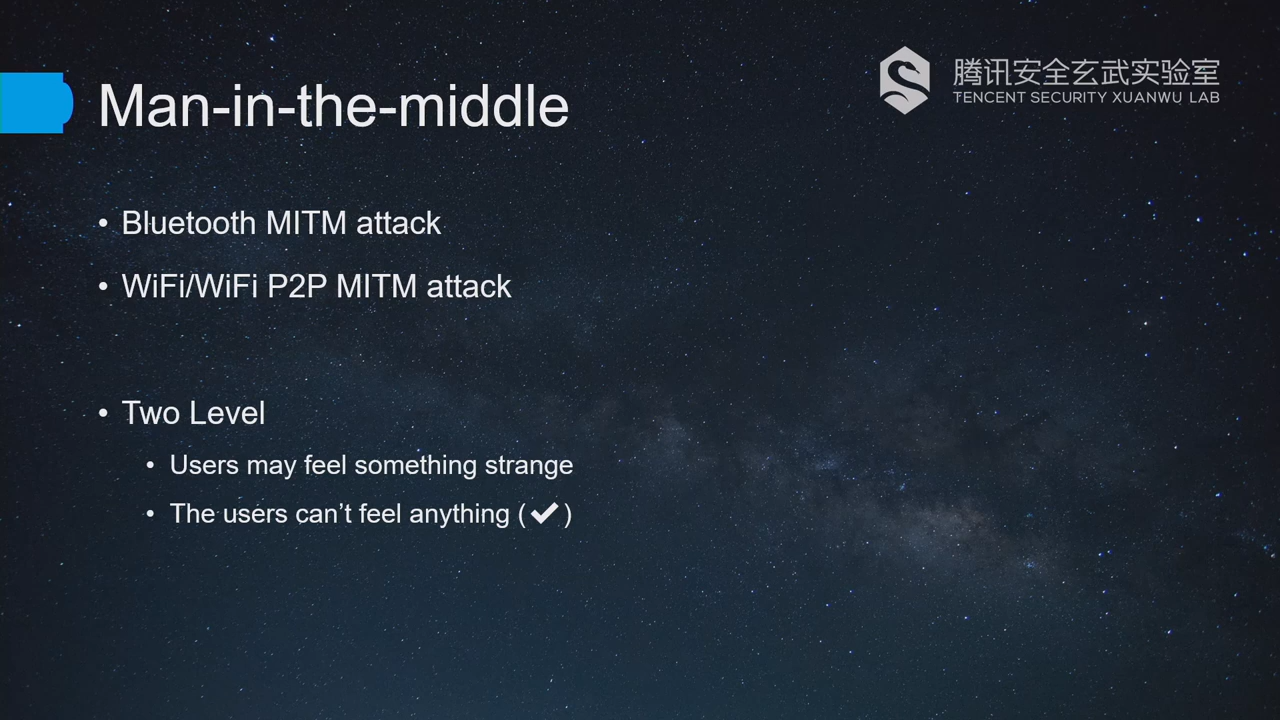 腾讯安全玄武实验室
TENCENT SECURITY XUANWU LAB
Man-in-the-middle
• Bluetooth MITM attack
• WiFi/WiFi P2P MITM attack
• Two Level
• Users may feel something strange
• The users can’t feel anything (✔)